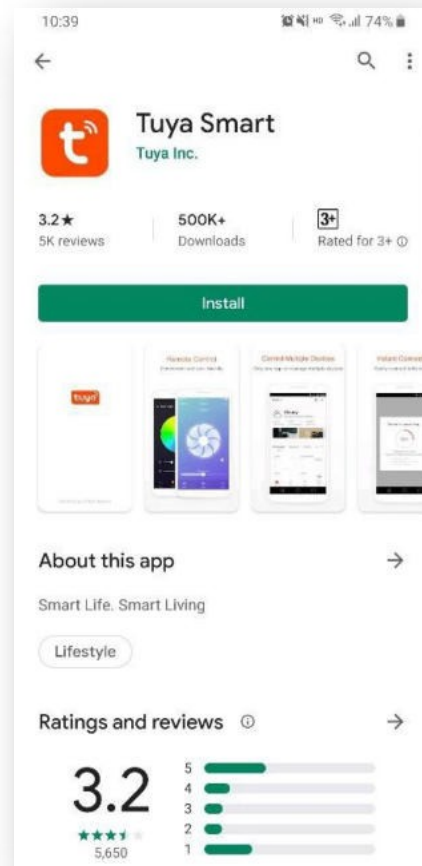 10:39 HD 74%
t
Tuya Smart
Tuya Inc.
3.2★ 500K+ 3+
5K reviews Downloads Rated for 3+
Install
tuya
Remote Control
Control Multiple Devices
About this app
Smart Life. Smart Living
Lifestyle
Ratings and reviews
3.2
5,650
5
4
3
2
1